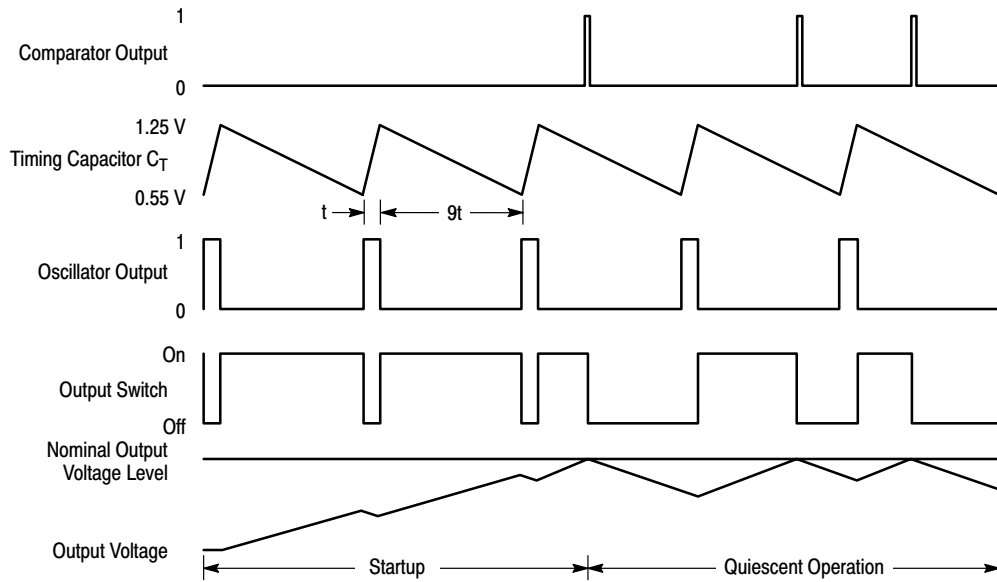 1
Comparator Output
0
1.25 V
Timing Capacitor CT
0.55 V
t
9t
1
Oscillator Output
0
On
Output Switch
Off
Nominal Output
Voltage Level
Output Voltage
Startup
Quiescent Operation